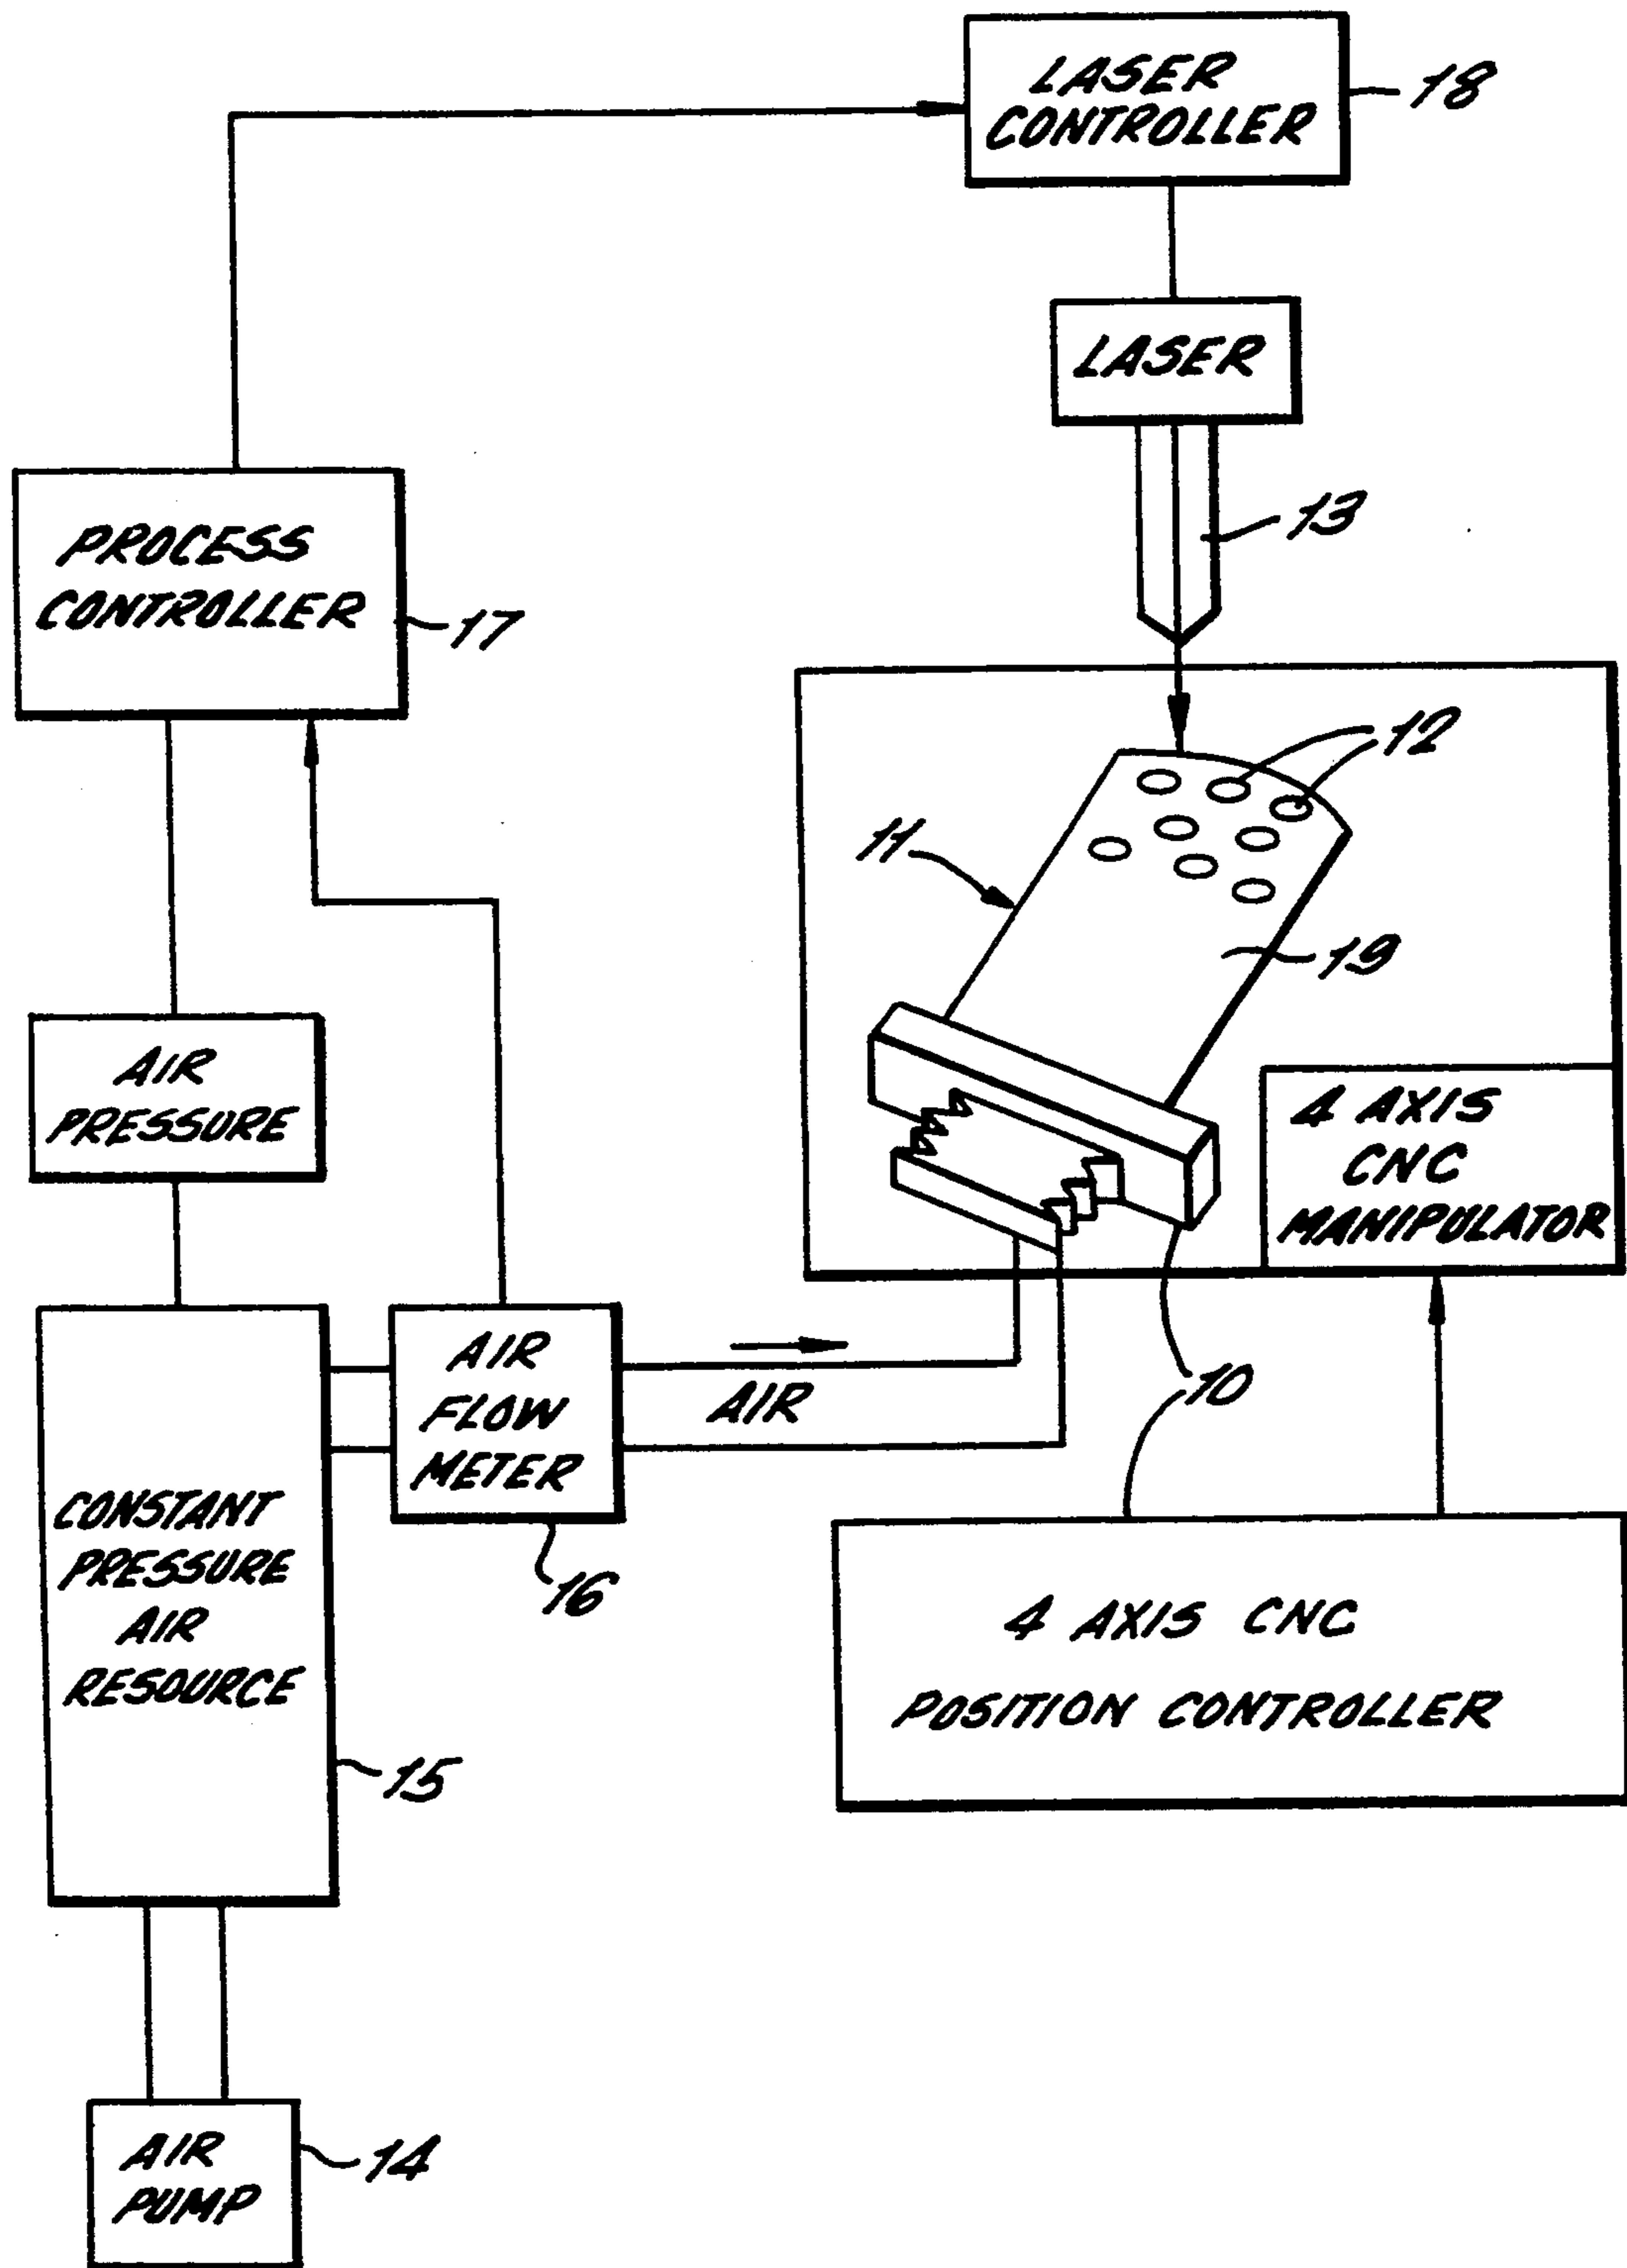 LASER
CONTROLLER
18
LASER
13
PROCESS
CONTROLLER
17
12
11
19
AIR
PRESSURE
4 AXIS
CNC
MANIPULATOR
10
AIR
FLOW
METER
16
AIR
CONSTANT
PRESSURE
AIR
RESOURCE
15
4 AXIS CNC
POSITION CONTROLLER
AIR
PUMP
14